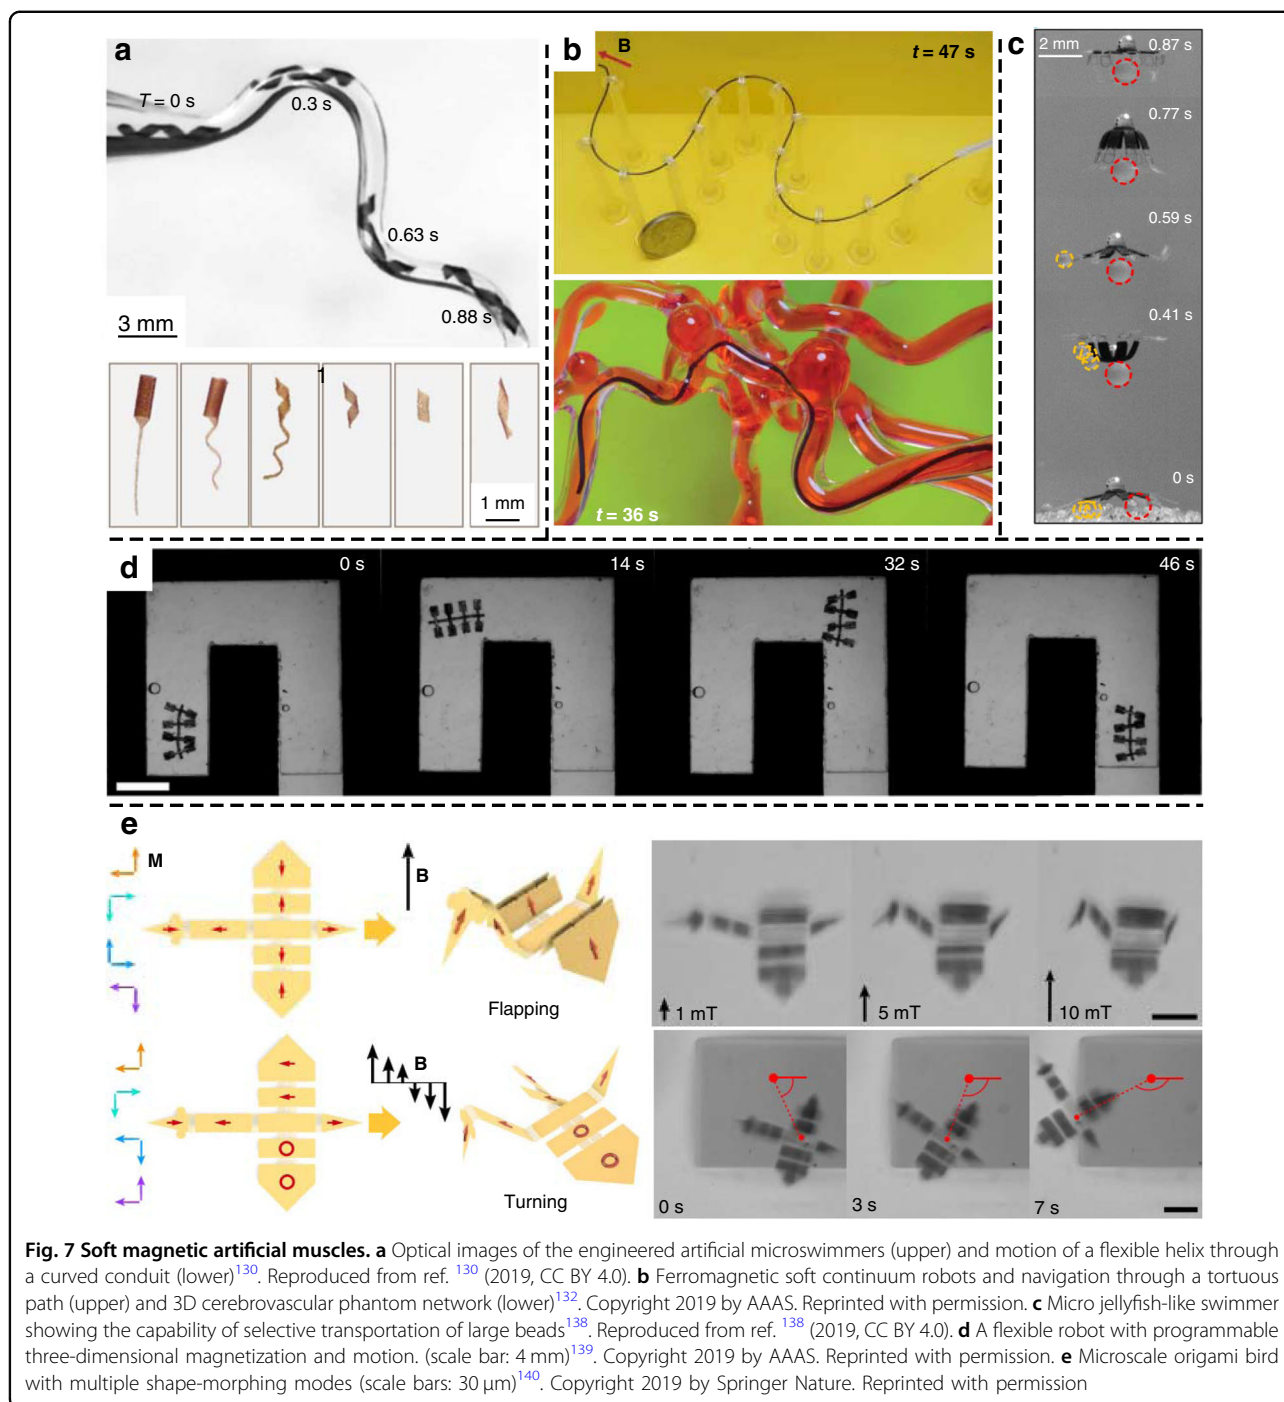 a
T = 0 s
0.3 s
0.63 s
0.88 s
3 mm
1
1 mm
b
B
t = 47 s
t = 36 s
c
2 mm
0.87 s
0.77 s
0.59 s
0.41 s
0 s
d
0 s
14 s
32 s
46 s
e
M
B
Flapping
1 mT
5 mT
10 mT
B
Turning
0 s
3 s
7 s
Fig. 7 Soft magnetic artificial muscles. a Optical images of the engineered artificial microswimmers (upper) and motion of a flexible helix through
a curved conduit (lower)130. Reproduced from ref. 130 (2019, CC BY 4.0). b Ferromagnetic soft continuum robots and navigation through a tortuous
path (upper) and 3D cerebrovascular phantom network (lower)132. Copyright 2019 by AAAS. Reprinted with permission. c Micro jellyfish-like swimmer
showing the capability of selective transportation of large beads138. Reproduced from ref. 138 (2019, CC BY 4.0). d A flexible robot with programmable
three-dimensional magnetization and motion. (scale bar: 4 mm)139. Copyright 2019 by AAAS. Reprinted with permission. e Microscale origami bird
with multiple shape-morphing modes (scale bars: 30 µm)140. Copyright 2019 by Springer Nature. Reprinted with permission